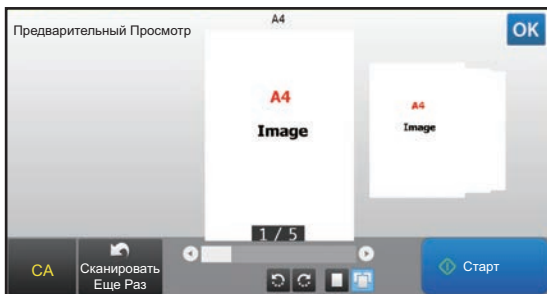 A4
Предварительный Просмотр
OK
A4
Image
A4
Image
1 / 5
CA
Сканировать
Еще Раз
Старт